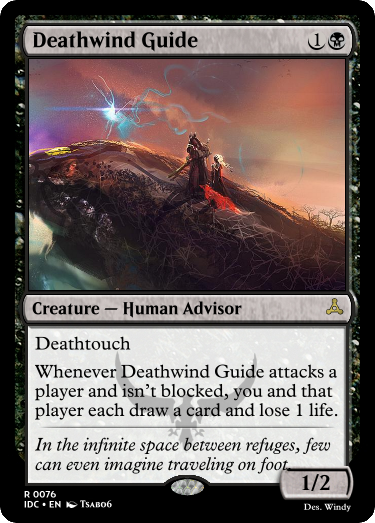 Deathwind Guide 1
Creature — Human Advisor
Deathtouch
Whenever Deathwind Guide attacks a
player and isn't blocked, you and that
player each draw a card and lose 1 life.
In the infinite space between refuges, few
can even imagine traveling on foot.
1/2
R 0076
IDC • EN Tsabo6
Des. Windy